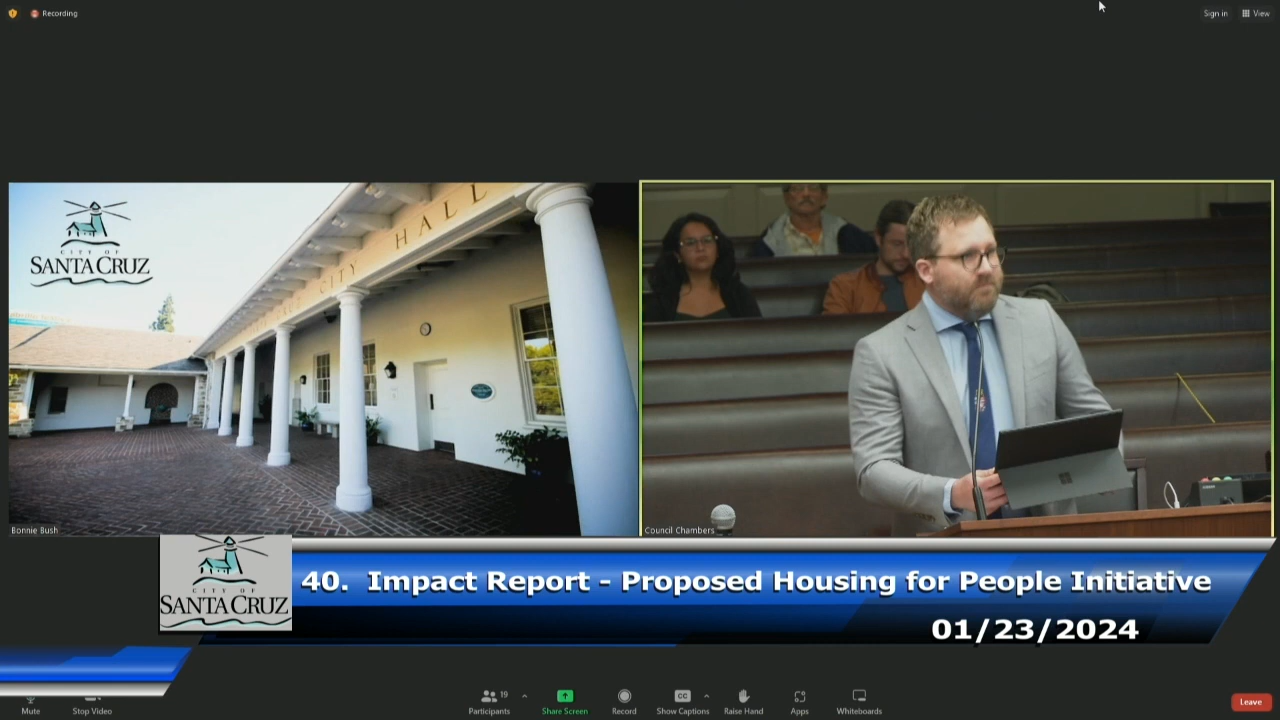 Recording
Sign in
View
CITY OF
SANTA CRUZ
CITY HALL
Bonnie Bush
Council Chambers
CITY OF
SANTA CRUZ
40. Impact Report - Proposed Housing for People Initiative
01/23/2024
Mute
Stop Video
Participants
19
Share Screen
Record
CC
Show Captions
Raise Hand
Apps
Whiteboards
Leave